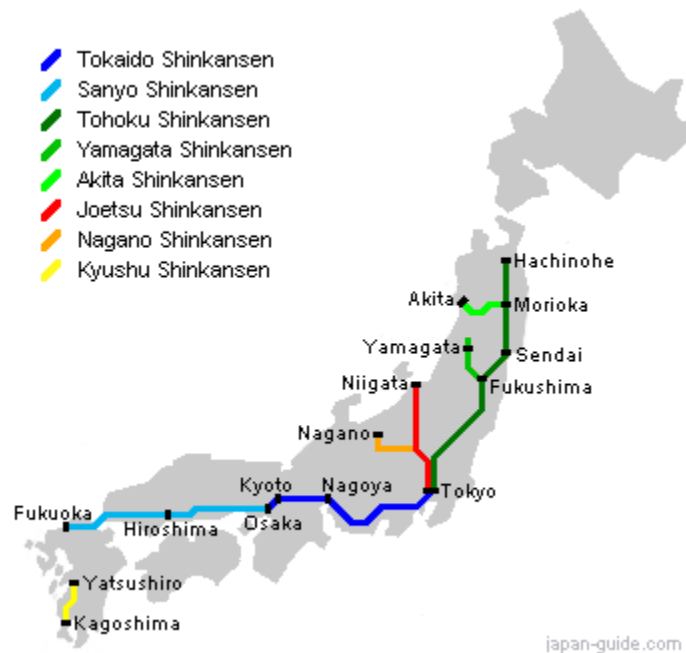 Tokaido Shinkansen
Sanyo Shinkansen
Tohoku Shinkansen
Yamagata Shinkansen
Akita Shinkansen
Joetsu Shinkansen
Nagano Shinkansen
Kyushu Shinkansen
Hachinohe
Akita
Morioka
Yamagata
Sendai
Niigata
Fukushima
Nagano
Kyoto
Nagoya
Tokyo
Fukuoka
Hiroshima
Osaka
Yatsushiro
Kagoshima
japan-guide.com